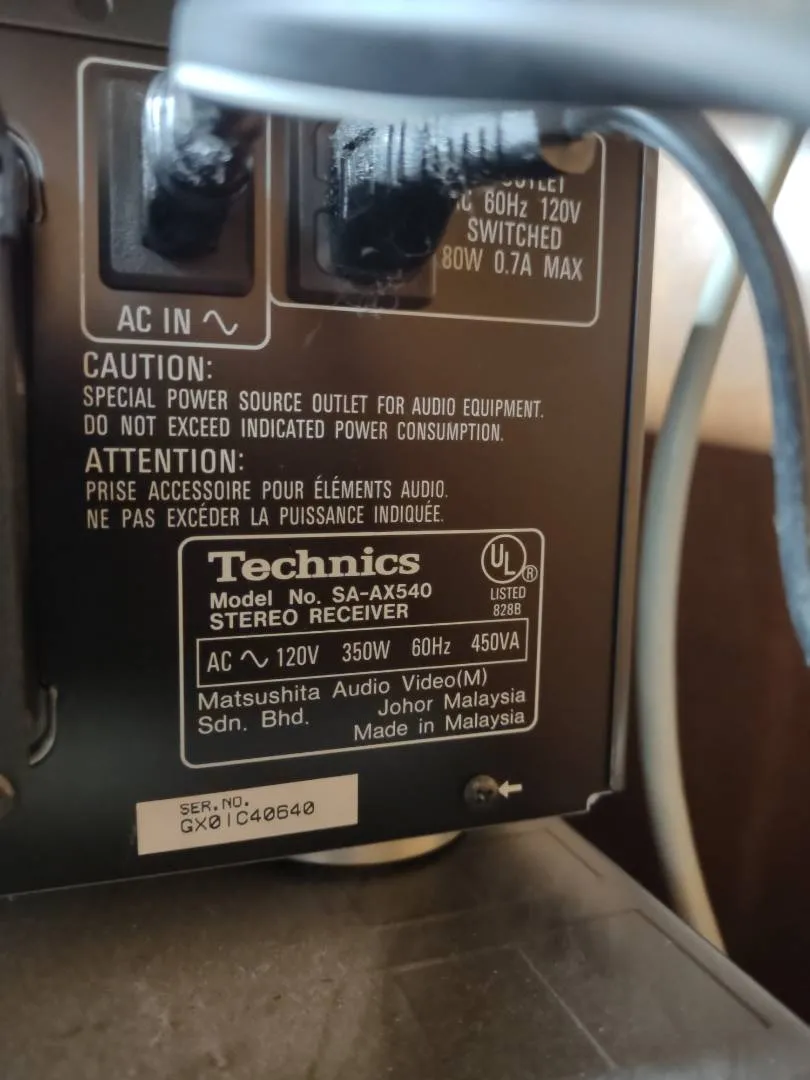 60Hz 120V
SWITCHED
80W 0.7A MAX
AC IN ∿
CAUTION:
SPECIAL POWER SOURCE OUTLET FOR AUDIO EQUIPMENT.
DO NOT EXCEED INDICATED POWER CONSUMPTION.
ATTENTION:
PRISE ACCESSOIRE POUR ÉLÉMENTS AUDIO.
NE PAS EXCÉDER LA PUISSANCE INDIQUÉE.
Technics
UL ®
LISTED
828B
Model No. SA-AX540
STEREO RECEIVER
AC ∿ 120V 350W 60Hz 450VA
Matsushita Audio Video(M)
Sdn. Bhd. Johor Malaysia
Made in Malaysia
SER.NO.
GX01C40640